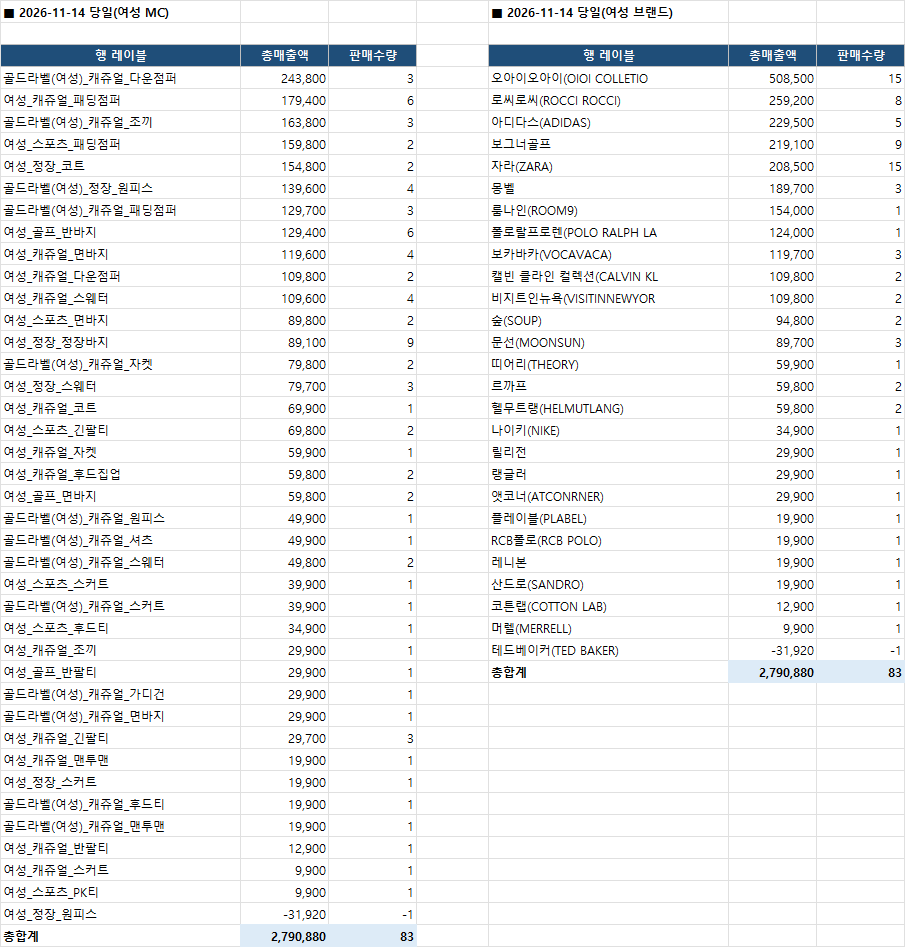 ■ 2026-11-14 당일(여성 MC)
행 레이블 총매출액 판매수량
골드라벨(여성)_캐쥬얼_다운점퍼 243,800 3
여성_캐쥬얼_패딩점퍼 179,400 6
골드라벨(여성)_캐쥬얼_조끼 163,800 3
여성_스포츠_패딩점퍼 159,800 2
여성_정장_코트 154,800 2
골드라벨(여성)_정장_원피스 139,600 4
골드라벨(여성)_캐쥬얼_패딩점퍼 129,700 3
여성_골프_반바지 129,400 6
여성_캐쥬얼_면바지 119,600 4
여성_캐쥬얼_다운점퍼 109,800 2
여성_캐쥬얼_스웨터 109,600 4
여성_스포츠_면바지 89,800 2
여성_정장_정장바지 89,100 9
골드라벨(여성)_캐쥬얼_자켓 79,800 2
여성_정장_스웨터 79,700 3
여성_캐쥬얼_코트 69,900 1
여성_스포츠_긴팔티 69,800 2
여성_캐쥬얼_자켓 59,900 1
여성_캐쥬얼_후드집업 59,800 2
여성_골프_면바지 59,800 2
골드라벨(여성)_캐쥬얼_원피스 49,900 1
골드라벨(여성)_캐쥬얼_셔츠 49,900 1
골드라벨(여성)_캐쥬얼_스웨터 49,800 2
여성_스포츠_스커트 39,900 1
골드라벨(여성)_캐쥬얼_스커트 39,900 1
여성_스포츠_후드티 34,900 1
여성_캐쥬얼_조끼 29,900 1
여성_골프_반팔티 29,900 1
골드라벨(여성)_캐쥬얼_가디건 29,900 1
골드라벨(여성)_캐쥬얼_면바지 29,900 1
여성_캐쥬얼_긴팔티 29,700 3
여성_캐쥬얼_맨투맨 19,900 1
여성_정장_스커트 19,900 1
골드라벨(여성)_캐쥬얼_후드티 19,900 1
골드라벨(여성)_캐쥬얼_맨투맨 19,900 1
여성_캐쥬얼_반팔티 12,900 1
여성_캐쥬얼_스커트 9,900 1
여성_스포츠_PK티 9,900 1
여성_정장_원피스 -31,920 -1
총합계 2,790,880 83
■ 2026-11-14 당일(여성 브랜드)
행 레이블 총매출액 판매수량
오아이오아이(OIOI COLLETIO 508,500 15
로씨로씨(ROCCI ROCCI) 259,200 8
아디다스(ADIDAS) 229,500 5
보그너골프 219,100 9
자라(ZARA) 208,500 15
몽벨 189,700 3
룸나인(ROOM9) 154,000 1
폴로랄프로렌(POLO RALPH LA 124,000 1
보카바카(VOCAVACA) 119,700 3
캘빈 클라인 컬렉션(CALVIN KL 109,800 2
비지트인뉴욕(VISITINNEWYOR 109,800 2
숲(SOUP) 94,800 2
문선(MOONSUN) 89,700 3
띠어리(THEORY) 59,900 1
르까프 59,800 2
헬무트랭(HELMUTLANG) 59,800 2
나이키(NIKE) 34,900 1
릴리전 29,900 1
랭글러 29,900 1
앳코너(ATCONRNER) 29,900 1
플레이블(PLABEL) 19,900 1
RCB폴로(RCB POLO) 19,900 1
레니본 19,900 1
산드로(SANDRO) 19,900 1
코튼랩(COTTON LAB) 12,900 1
머렐(MERRELL) 9,900 1
테드베이커(TED BAKER) -31,920 -1
총합계 2,790,880 83